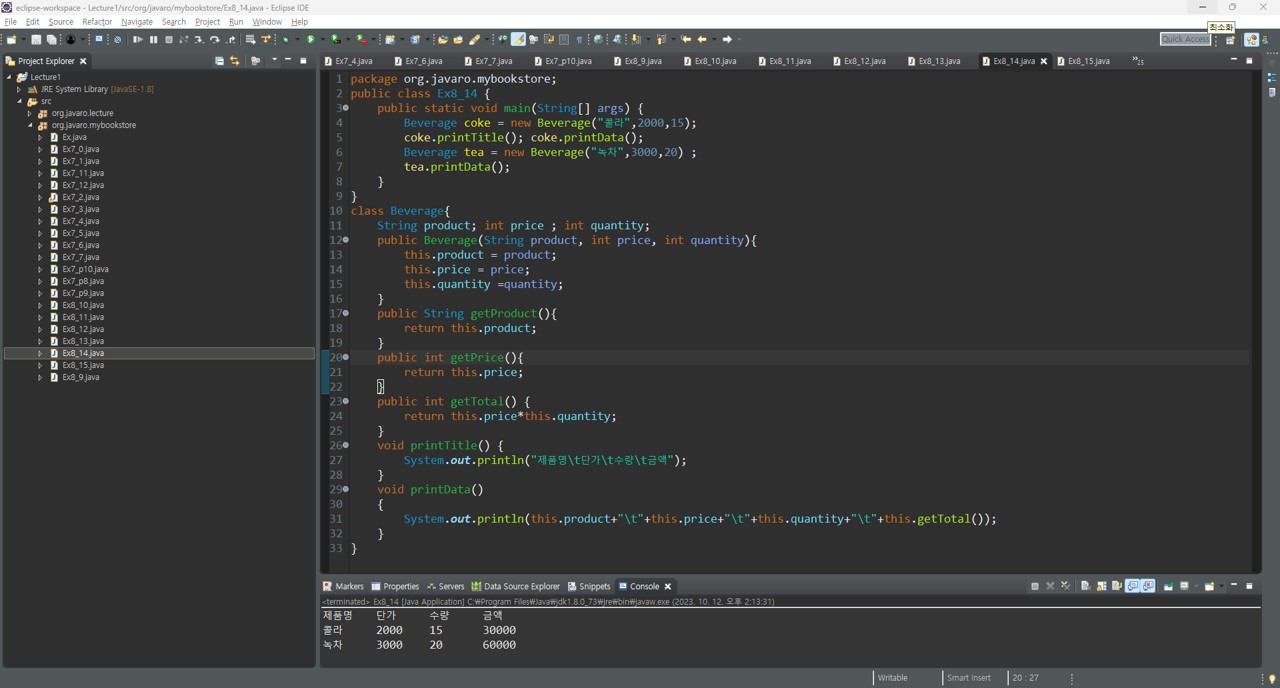 eclipse-workspace - Lecture1/src/org/javaro/mybookstore/Ex8_14.java - Eclipse IDE
File Edit Source Refactor Navigate Search Project Run Window Help
최소화
Quick Access
Project Explorer
Ex7_4.java Ex7_6.java Ex7_7.java Ex7_p10.java Ex8_9.java Ex8_10.java Ex8_11.java Ex8_12.java Ex8_13.java Ex8_14.java Ex8_15.java »25
Lecture1
JRE System Library [JavaSE-1.8]
src
org.javaro.lecture
org.javaro.mybookstore
Ex.java
Ex7_0.java
Ex7_1.java
Ex7_11.java
Ex7_12.java
Ex7_2.java
Ex7_3.java
Ex7_4.java
Ex7_5.java
Ex7_6.java
Ex7_7.java
Ex7_p10.java
Ex7_p8.java
Ex7_p9.java
Ex8_10.java
Ex8_11.java
Ex8_12.java
Ex8_13.java
Ex8_14.java
Ex8_15.java
Ex8_9.java
1 package org.javaro.mybookstore;
2 public class Ex8_14 {
3 public static void main(String[] args) {
4 Beverage coke = new Beverage("콜라",2000,15);
5 coke.printTitle(); coke.printData();
6 Beverage tea = new Beverage("녹차",3000,20) ;
7 tea.printData();
8 }
9 }
10 class Beverage{
11 String product; int price ; int quantity;
12 public Beverage(String product, int price, int quantity){
13 this.product = product;
14 this.price = price;
15 this.quantity =quantity;
16 }
17 public String getProduct(){
18 return this.product;
19 }
20 public int getPrice(){
21 return this.price;
22 }
23 public int getTotal() {
24 return this.price*this.quantity;
25 }
26 void printTitle() {
27 System.out.println("제품명\t단가\t수량\t금액");
28 }
29 void printData()
30 {
31 System.out.println(this.product+"\t"+this.price+"\t"+this.quantity+"\t"+this.getTotal());
32 }
33 }
Markers Properties Servers Data Source Explorer Snippets Console
<terminated> Ex8_14 [Java Application] C:₩Program Files₩Java₩jdk1.8.0_73₩jre₩bin₩javaw.exe (2023. 10. 12. 오후 2:13:31)
제품명 단가 수량 금액
콜라 2000 15 30000
녹차 3000 20 60000
Writable Smart Insert 20 : 27